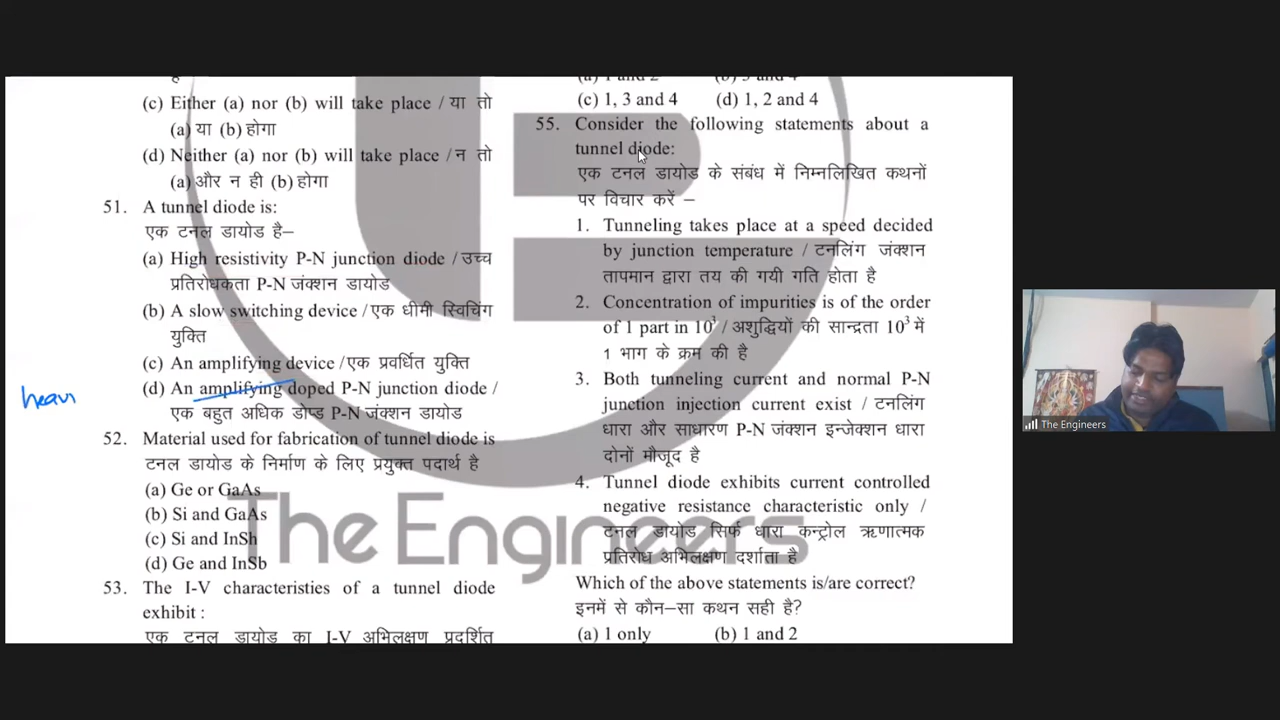 है
(c) Either (a) nor (b) will take place / या तो
(a) या (b) होगा
(d) Neither (a) nor (b) will take place / न तो
(a) और न ही (b) होगा
51. A tunnel diode is:
एक टनल डायोड है–
(a) High resistivity P-N junction diode / उच्च
प्रतिरोधकता P-N जंक्शन डायोड
(b) A slow switching device / एक धीमी स्विचिंग
युक्ति
(c) An amplifying device / एक प्रवर्धित युक्ति
(d) An amplifying doped P-N junction diode /
एक बहुत अधिक डोप्ड P-N जंक्शन डायोड
heav
52. Material used for fabrication of tunnel diode is
टनल डायोड के निर्माण के लिए प्रयुक्त पदार्थ है
(a) Ge or GaAs
(b) Si and GaAs
(c) Si and InSh
(d) Ge and InSb
53. The I-V characteristics of a tunnel diode
exhibit :
एक टनल डायोड का I-V अभिलक्षण प्रदर्शित
(a) 1 and 2 (b) 3 and 4
(c) 1, 3 and 4 (d) 1, 2 and 4
55. Consider the following statements about a
tunnel diode:
एक टनल डायोड के संबंध में निम्नलिखित कथनों
पर विचार करें –
1. Tunneling takes place at a speed decided
by junction temperature / टनलिंग जंक्शन
तापमान द्वारा तय की गयी गति होता है
2. Concentration of impurities is of the order
of 1 part in 10³ / अशुद्धियों की सान्द्रता 10³ में
1 भाग के क्रम की है
3. Both tunneling current and normal P-N
junction injection current exist / टनलिंग
धारा और साधारण P-N जंक्शन इन्जेक्शन धारा
दोनों मौजूद है
4. Tunnel diode exhibits current controlled
negative resistance characteristic only /
टनल डायोड सिर्फ धारा कन्ट्रोल ऋणात्मक
प्रतिरोध अभिलक्षण दर्शाता है
Which of the above statements is/are correct?
इनमें से कौन–सा कथन सही है?
(a) 1 only (b) 1 and 2
The Engineers
The Engineers